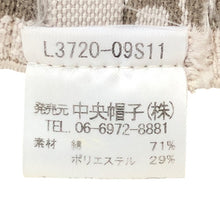 L3720-09S11
発売元 中央帽子(株)
TEL. 06-6972-8881
素材 綿 71%
ポリエステル 29%